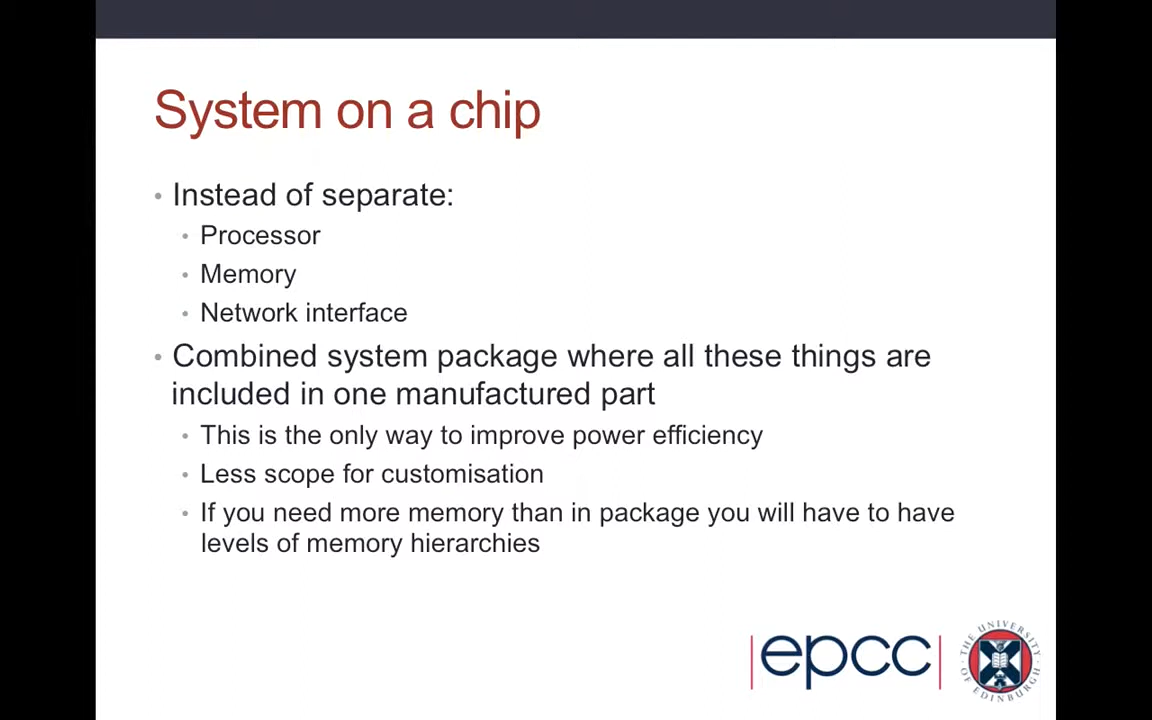 System on a chip
• Instead of separate:
• Processor
• Memory
• Network interface
• Combined system package where all these things are
included in one manufactured part
• This is the only way to improve power efficiency
• Less scope for customisation
• If you need more memory than in package you will have to have
levels of memory hierarchies
|epcc|
THE UNIVERSITY OF EDINBURGH